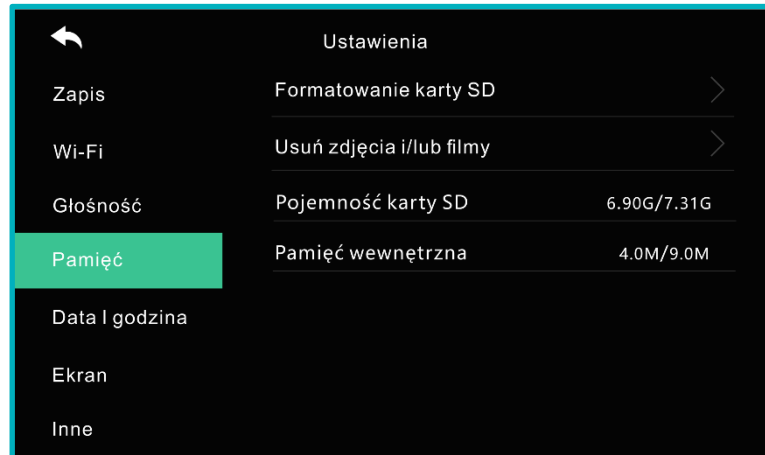 Ustawienia
Zapis
Wi-Fi
Głośność
Pamięć
Data I godzina
Ekran
Inne
Formatowanie karty SD
Usuń zdjęcia i/lub filmy
Pojemność karty SD 6.90G/7.31G
Pamięć wewnętrzna 4.0M/9.0M